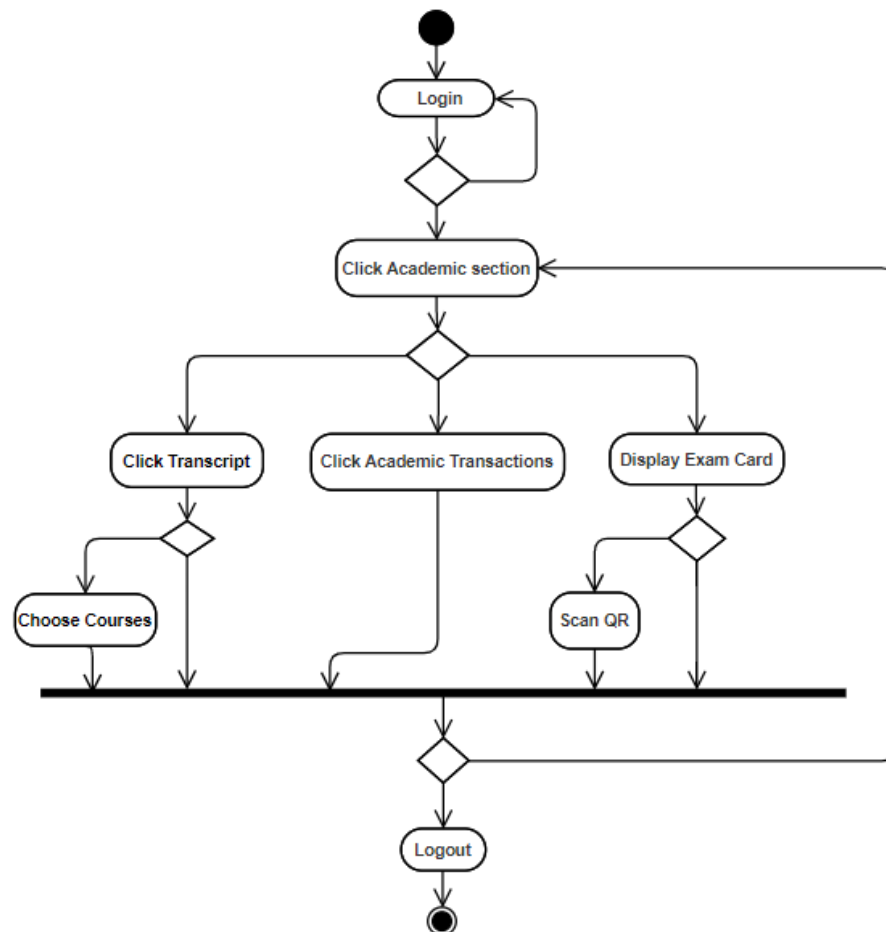 Login
Click Academic section
Click Transcript
Click Academic Transactions
Display Exam Card
Choose Courses
Scan QR
Logout